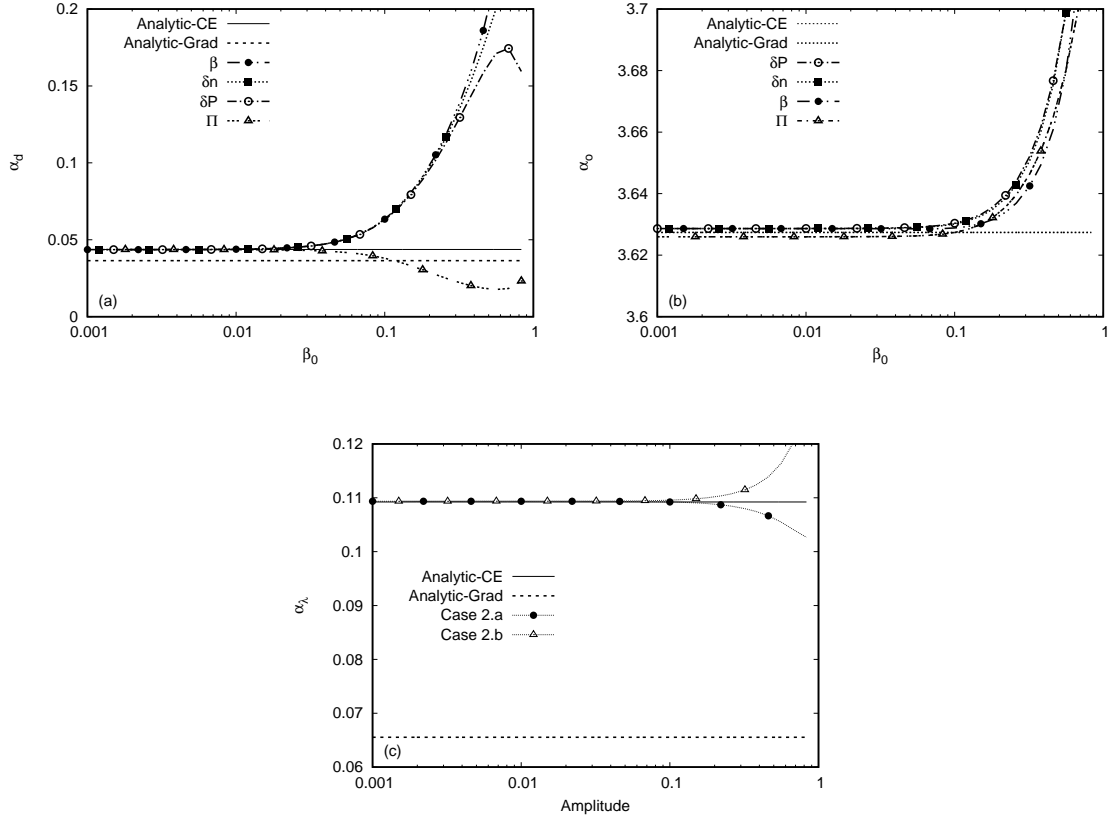 0.2
0.15
0.1
0.05
0
0.001
0.01
0.1
1
α_d
β_0
(a)
Analytic-CE
Analytic-Grad
β
δn
δP
Π
3.7
3.68
3.66
3.64
3.62
3.6
0.001
0.01
0.1
1
α_o
β_0
(b)
Analytic-CE
Analytic-Grad
δP
δn
β
Π
0.12
0.11
0.1
0.09
0.08
0.07
0.06
0.001
0.01
0.1
1
α_λ
Amplitude
(c)
Analytic-CE
Analytic-Grad
Case 2.a
Case 2.b